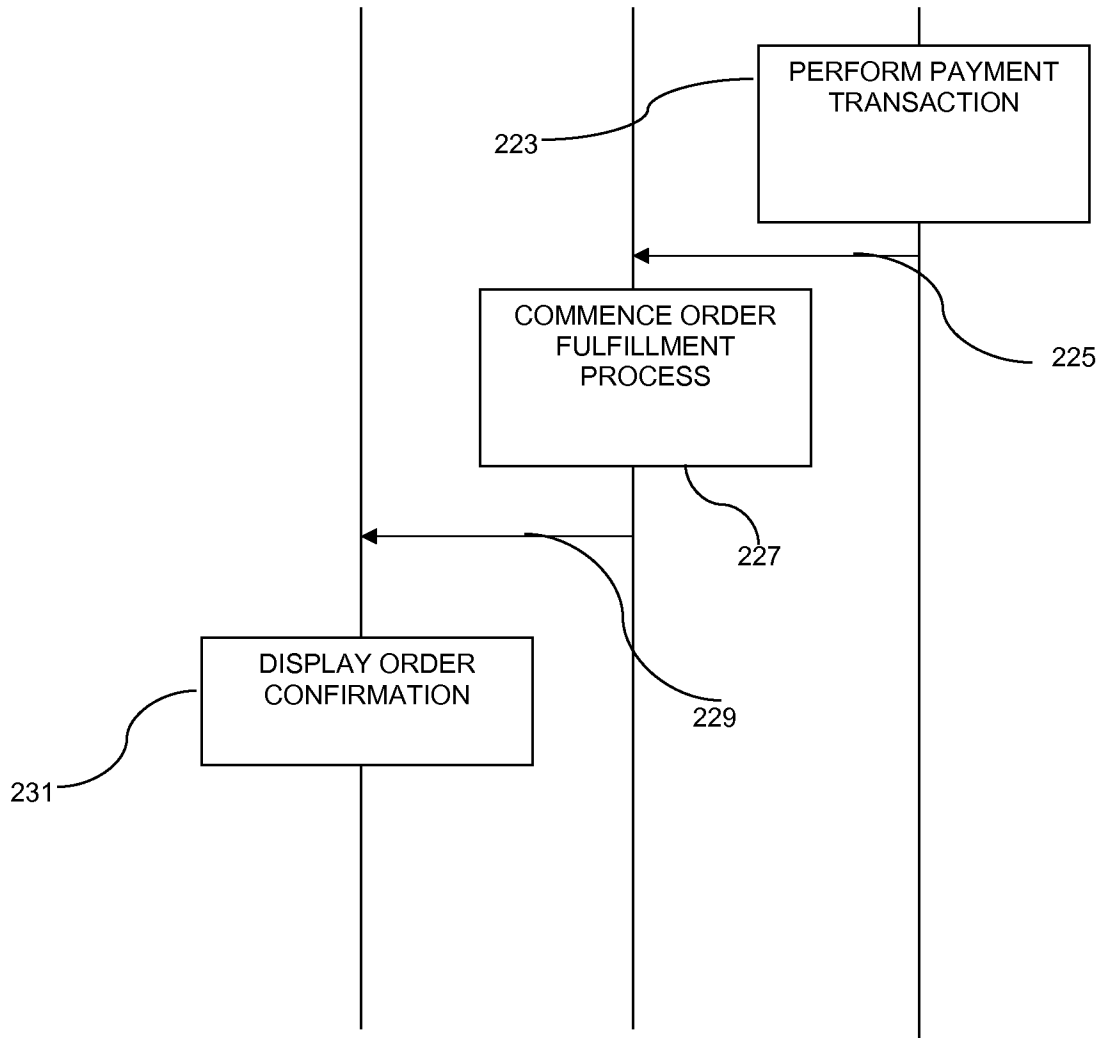 PERFORM PAYMENT
TRANSACTION
223
COMMENCE ORDER
FULFILLMENT
PROCESS
225
227
DISPLAY ORDER
CONFIRMATION
229
231